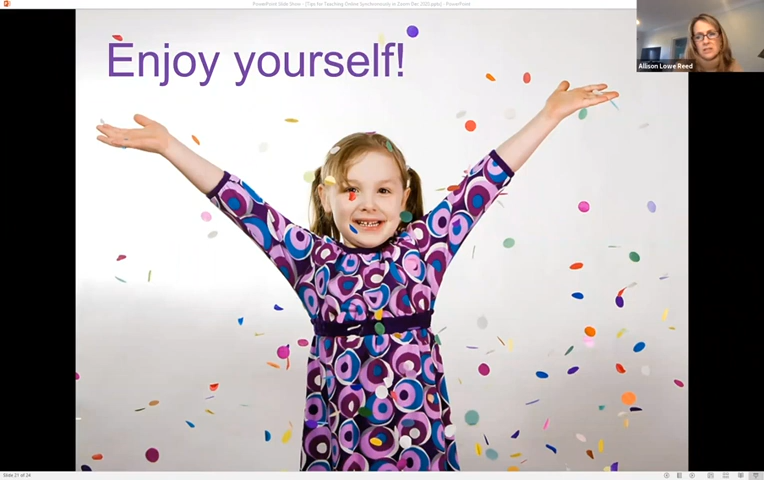 PowerPoint Slide Show - [Tips for Teaching Online Synchronously w Zoom Dec 2020.pptx] - PowerPoint
Enjoy yourself!
Allison Lowe Reed
Slide 21 of 24